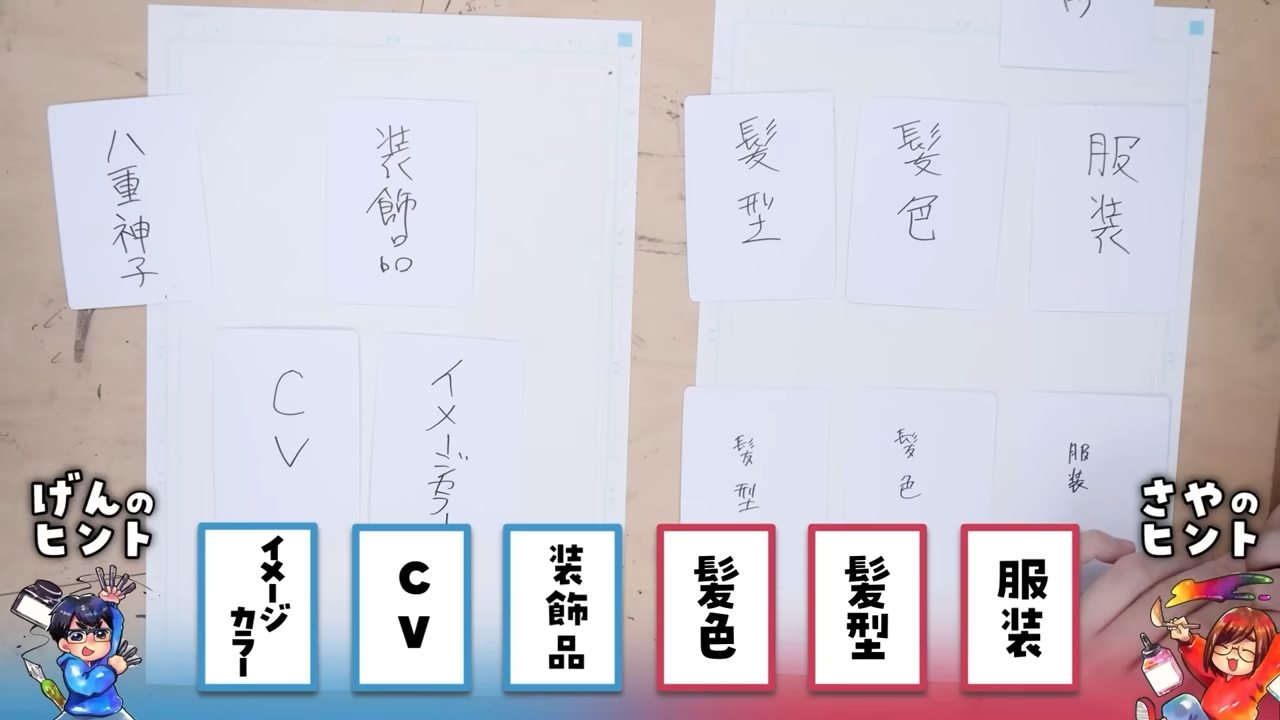 八重神子
装飾品
髪型
髪色
服装
CV
イメージカラー
髪型
髪色
服装
げんの
ヒント
イメージ
カラー
CV
装飾品
髪色
髪型
服装
さやの
ヒント